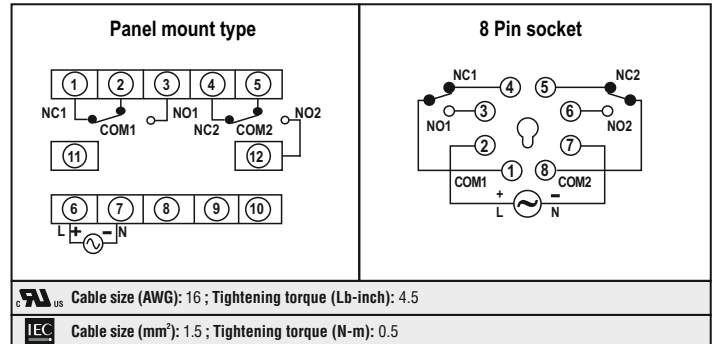 Panel mount type
1 2 3 4 5
NC1 COM1 NO1 NC2 COM2 NO2
11 12
6 7 8 9 10
L + − N
8 Pin socket
NC1 4 5 NC2
NO1 3 6 NO2
2 7
COM1 1 8 COM2
+ −
L N
c RU US Cable size (AWG): 16 ; Tightening torque (Lb-inch): 4.5
IEC Cable size (mm²): 1.5 ; Tightening torque (N-m): 0.5